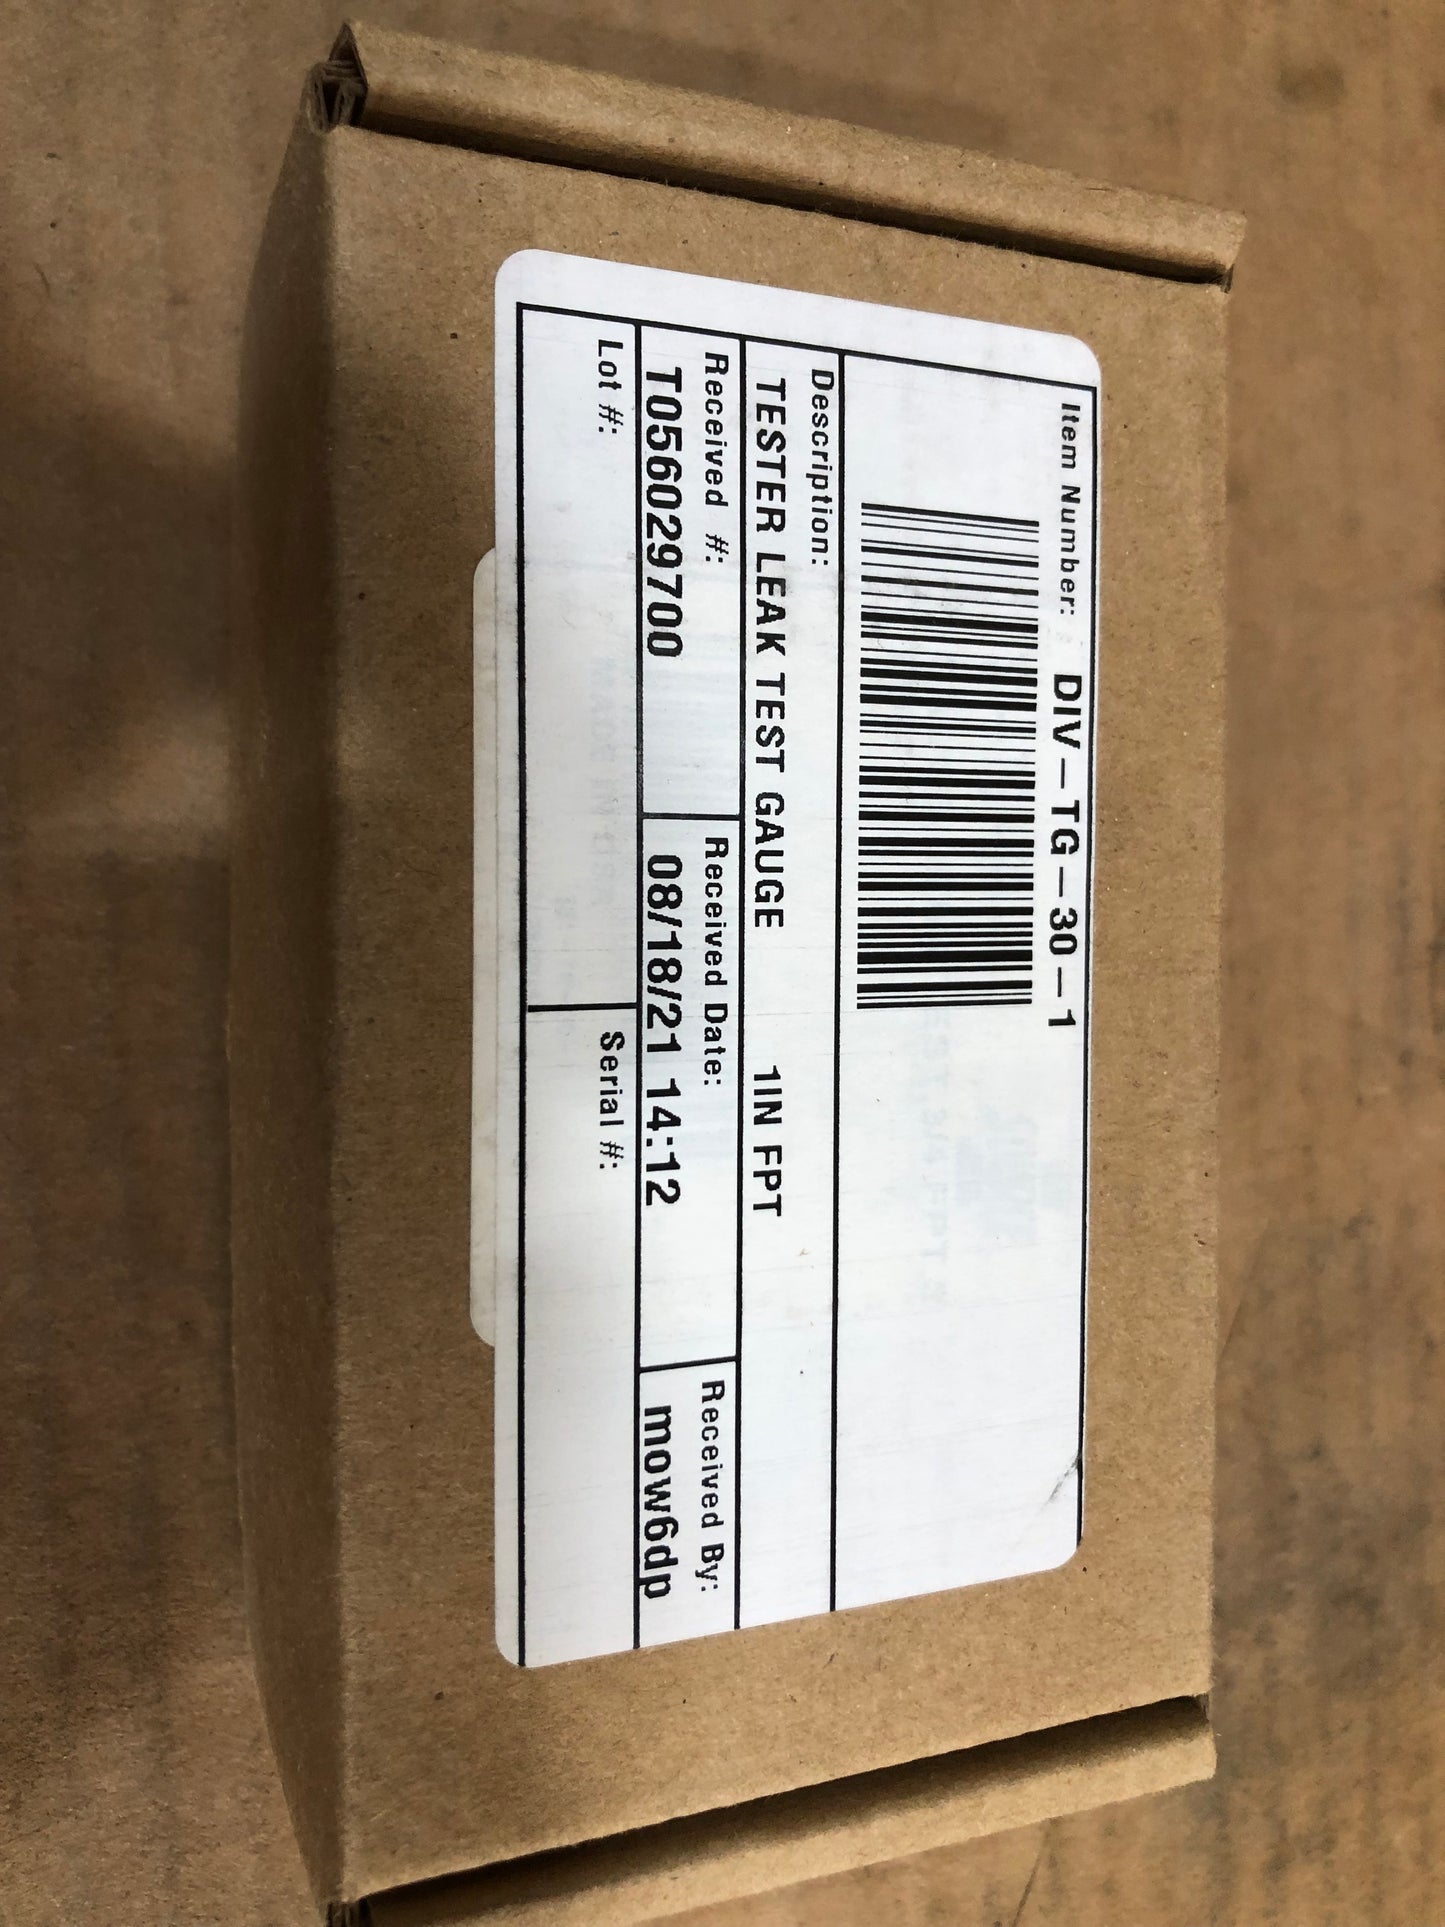 Item Number: DIV-TG-30-1
Description:
TESTER LEAK TEST GAUGE 1IN FPT
Received #: Received Date: Received By:
T056029700 08/18/21 14:12 mow6dp
Lot #: Serial #: